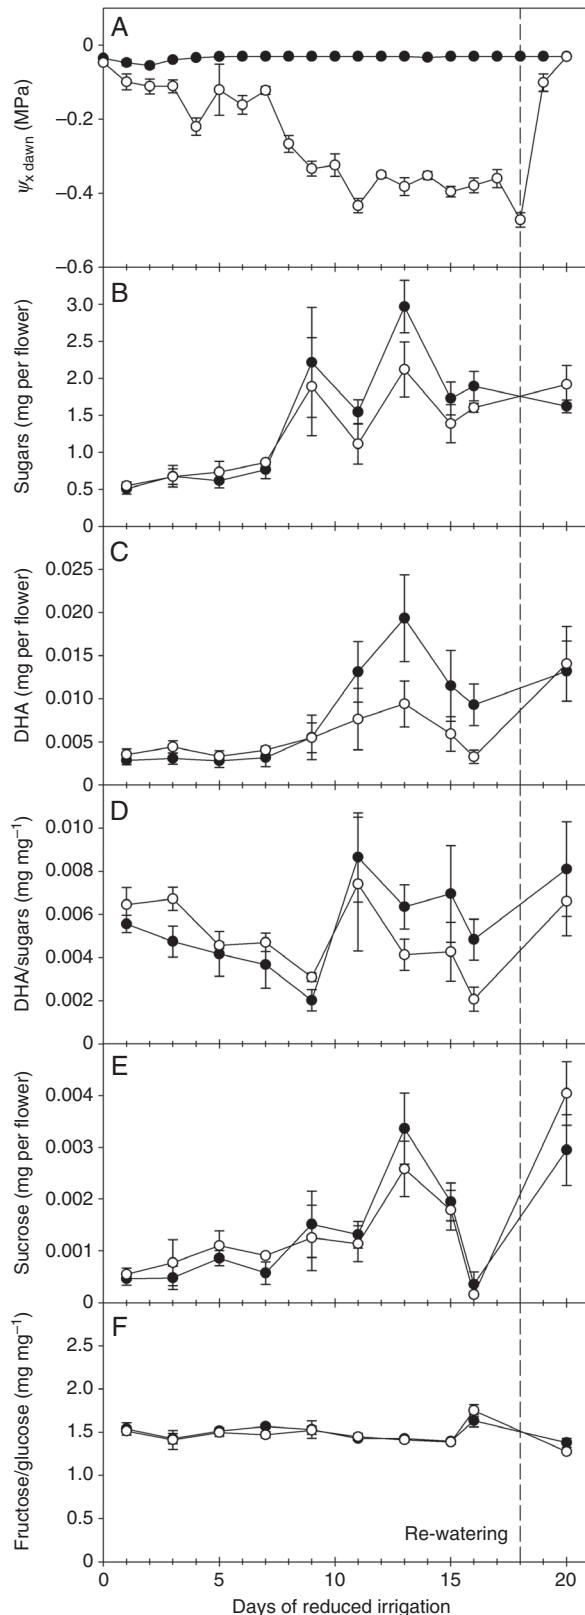 A
0
–0.2
–0.4
–0.6
ψx dawn (MPa)
B
3.0
2.5
2.0
1.5
1.0
0.5
0
Sugars (mg per flower)
C
0.025
0.020
0.015
0.010
0.005
0
DHA (mg per flower)
D
0.010
0.008
0.006
0.004
0.002
0
DHA/sugars (mg mg–1)
E
0.004
0.003
0.002
0.001
0
Sucrose (mg per flower)
F
2.5
2.0
1.5
1.0
0.5
0
Fructose/glucose (mg mg–1)
Re-watering
0 5 10 15 20
Days of reduced irrigation